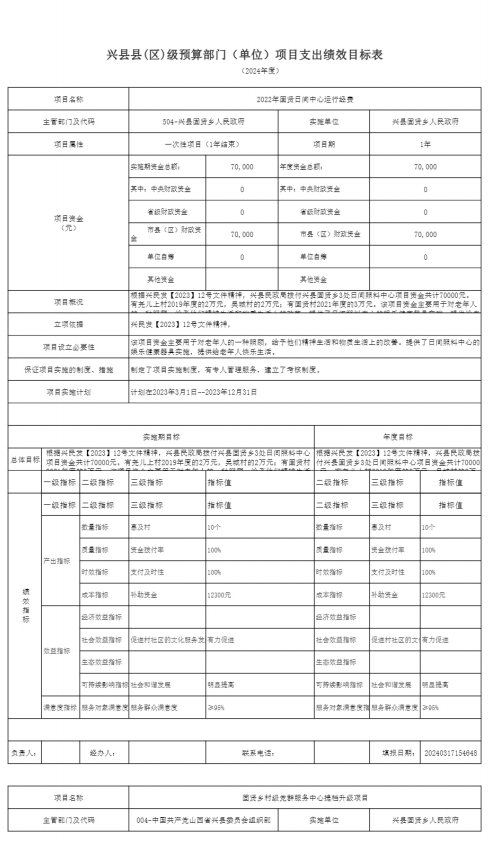 兴县县(区)级预算部门（单位）项目支出绩效目标表
（2024年度）
项目名称 2022年固贤日间中心运行经费
主管部门及代码 504-兴县固贤乡人民政府 实施单位 兴县固贤乡人民政府
项目属性 一次性项目（1年结束） 项目期 1年
项目资金（元） 实施期资金总额： 70,000 年度资金总额： 70,000
其中：中央财政资金 0 其中：中央财政资金 0
省级财政资金 0 省级财政资金 0
市县（区）财政资金 70,000 市县（区）财政资金 70,000
单位自筹 0 单位自筹 0
其他资金 其他资金
项目概况 根据兴民发【2023】12号文件精神，兴县民政局拨付兴县固贤乡3处日间照料中心项目资金共计70000元。
有尧儿上村2019年度的2万元，吴城村的2万元；有固贤村2021年度的3万元。该项目资金主要用于对老年人
立项依据 兴民发【2023】12号文件精神，
项目设立必要性 该项目资金主要用于对老年人的一种照顾，给予他们精神生活和物质生活上的改善。提供了日间照料中心的
娱乐健康器具实施，提供给老年人快乐生活。
保证项目实施的制度、措施 制定了项目实施制度，有专人管理服务，建立了考核制度。
项目实施计划 计划在2023年3月1日--2023年12月31日
实施期目标 年度目标
总体目标 根据兴民发【2023】12号文件精神，兴县民政局拨付兴县固贤乡3处日间照料中心
项目资金共计70000元。有尧儿上村2019年度的2万元，吴城村的2万元；有固贤村
根据兴民发【2023】12号文件精神，兴县民政局拨
付兴县固贤乡3处日间照料中心项目资金共计70000
绩效指标 一级指标 二级指标 三级指标 指标值 二级指标 三级指标 指标值
一级指标 二级指标 三级指标 指标值 二级指标 三级指标 指标值
产出指标 数量指标 惠及村 10个 数量指标 惠及村 10个
质量指标 资金拨付率 100% 质量指标 资金拨付率 100%
时效指标 支付及时性 100% 时效指标 支付及时性 100%
成本指标 补助资金 12300元 成本指标 补助资金 12300元
效益指标 经济效益指标 经济效益指标
社会效益指标 促进村社区的文化服务发 有力促进 社会效益指标 促进村社区的文 有力促进
生态效益指标 生态效益指标
可持续影响指标 社会和谐发展 明显提高 可持续影响指标 社会和谐发展 明显提高
满意度指标 服务对象满意度 服务群众满意度 ≥95% 服务对象满意度指 服务群众满意度 ≥95%
负责人： 经办人： 联系电话： 填报日期： 20240317154648
项目名称 固贤乡村级党群服务中心提档升级项目
主管部门及代码 004-中国共产党山西省兴县委员会组织部 实施单位 兴县固贤乡人民政府